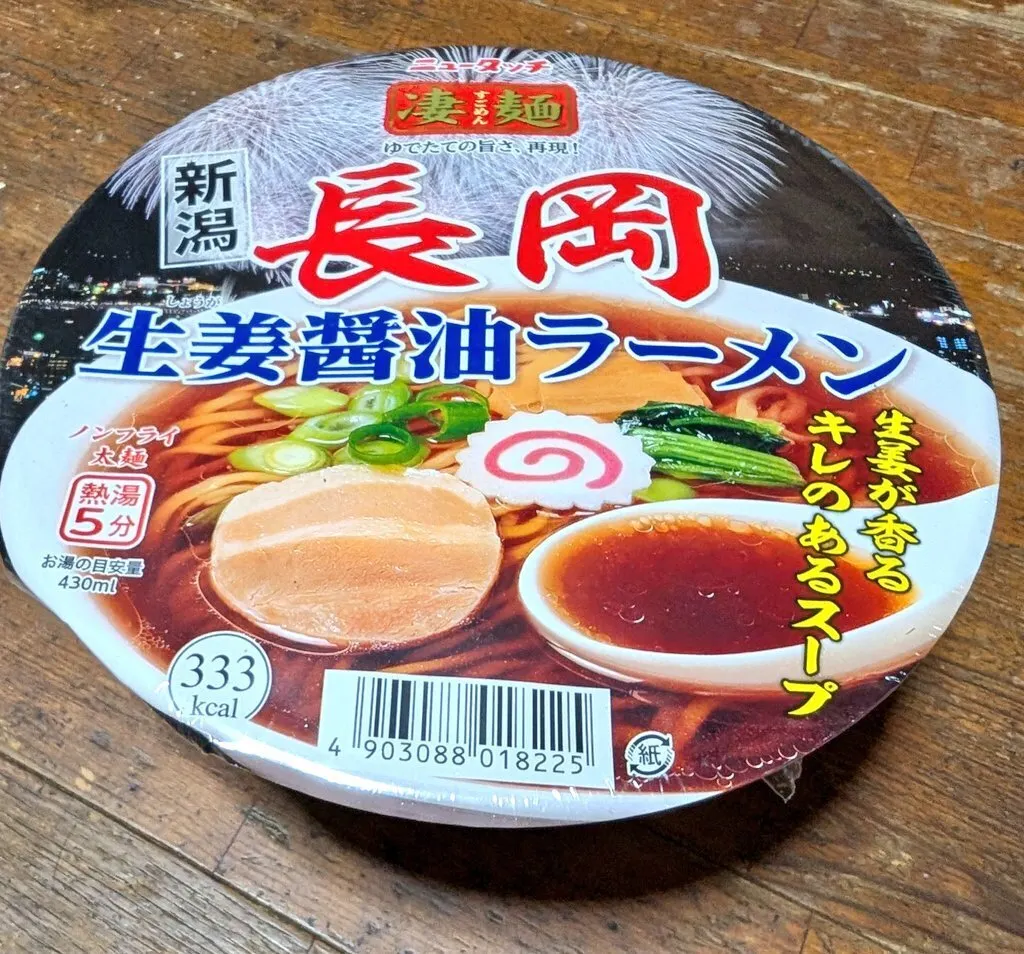 ニュータッチ
凄麺
すごめん
ゆでたての旨さ、再現！
新潟
長岡
しょうが
生姜醤油ラーメン
生姜が香る
キレのあるスープ
ノンフライ
太麺
熱湯
5分
お湯の目安量
430ml
333
kcal
4 903088 018225
紙